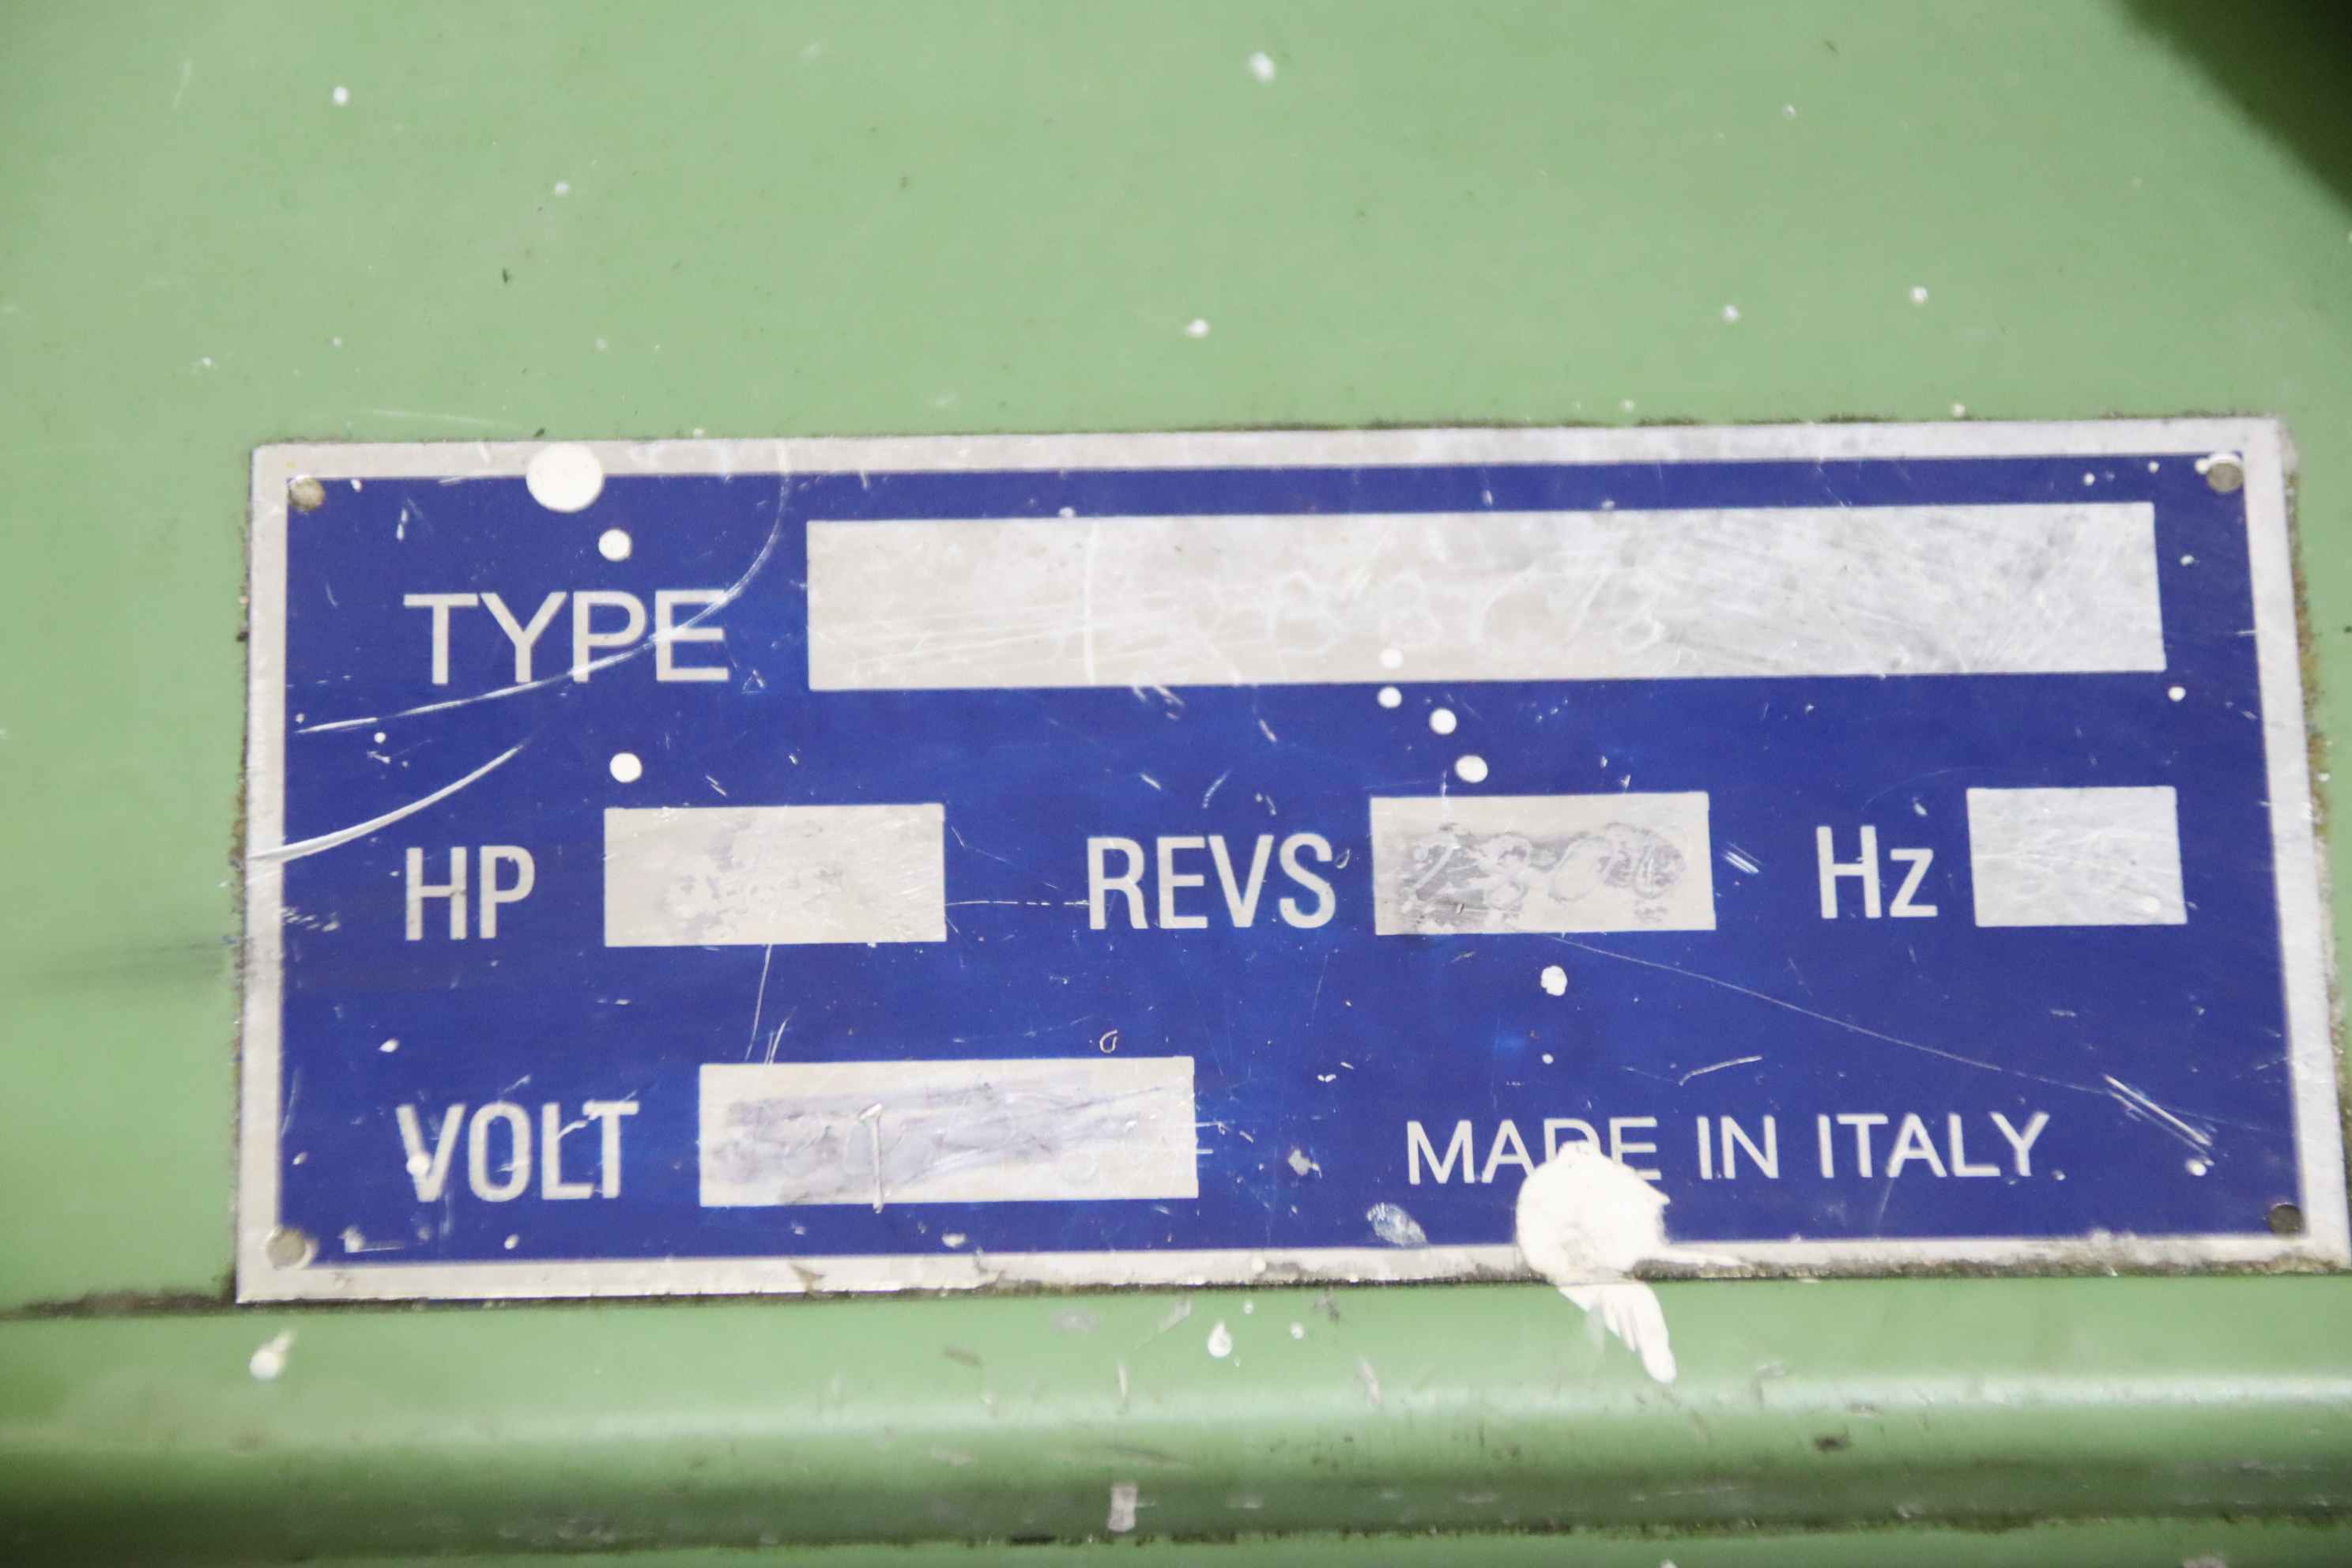 TYPE
HP REVS Hz
VOLT MADE IN ITALY